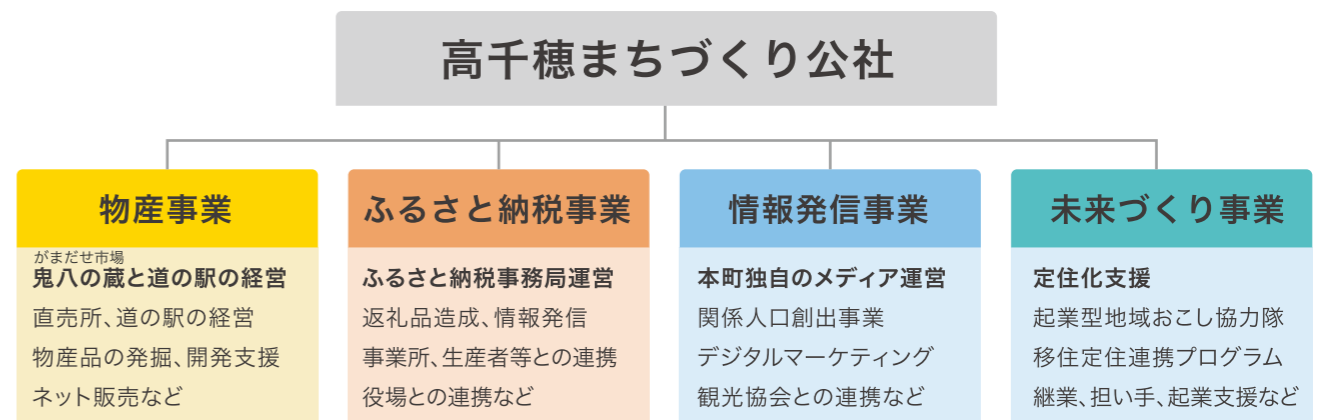 高千穂まちづくり公社
物産事業
がまだせ市場
鬼八の蔵と道の駅の経営
直売所、道の駅の経営
物産品の発掘、開発支援
ネット販売など
ふるさと納税事業
ふるさと納税事務局運営
返礼品造成、情報発信
事業所、生産者等との連携
役場との連携など
情報発信事業
本町独自のメディア運営
関係人口創出事業
デジタルマーケティング
観光協会との連携など
未来づくり事業
定住化支援
起業型地域おこし協力隊
移住定住連携プログラム
継業、担い手、起業支援など